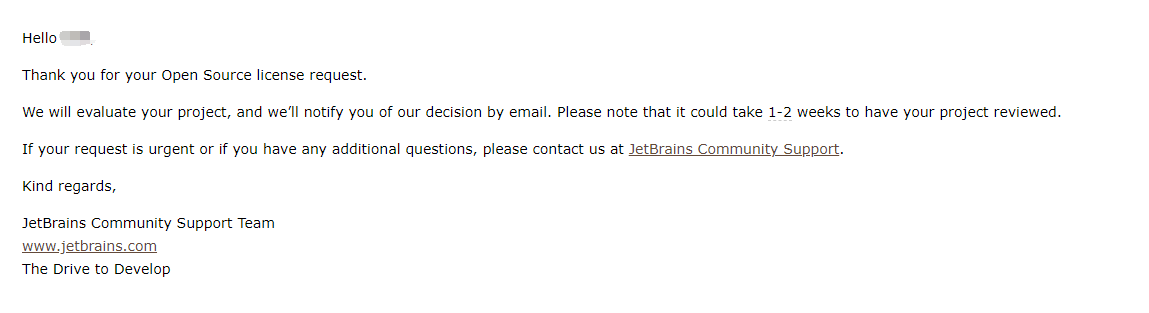 Hello
Thank you for your Open Source license request.
We will evaluate your project, and we’ll notify you of our decision by email. Please note that it could take 1-2 weeks to have your project reviewed.
If your request is urgent or if you have any additional questions, please contact us at JetBrains Community Support.
Kind regards,
JetBrains Community Support Team
www.jetbrains.com
The Drive to Develop